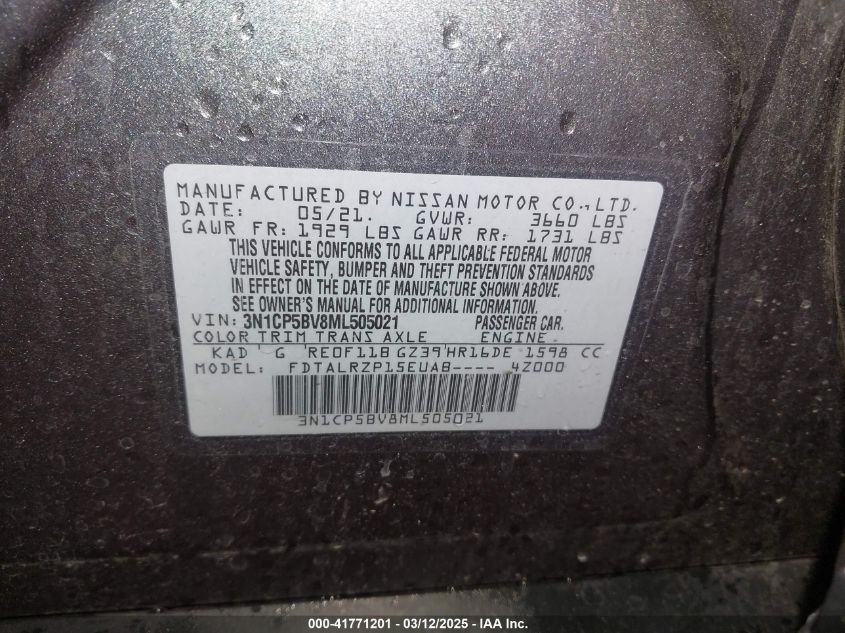 MANUFACTURED BY NISSAN MOTOR CO., LTD.
DATE: 05/21. GVWR: 3660 LBS
GAWR FR: 1929 LBS GAWR RR: 1731 LBS
THIS VEHICLE CONFORMS TO ALL APPLICABLE FEDERAL MOTOR
VEHICLE SAFETY, BUMPER AND THEFT PREVENTION STANDARDS
IN EFFECT ON THE DATE OF MANUFACTURE SHOWN ABOVE.
SEE OWNER'S MANUAL FOR ADDITIONAL INFORMATION.
VIN: 3N1CP5BV8ML505021 PASSENGER CAR.
COLOR TRIM TRANS AXLE ENGINE
KAD G RE0F11B GZ39 HR16DE 1598 CC
MODEL: FDTALRZP15EUAB---- 4Z000
3N1CP5BV8ML505021
000-41771201 - 03/12/2025 - IAA Inc.